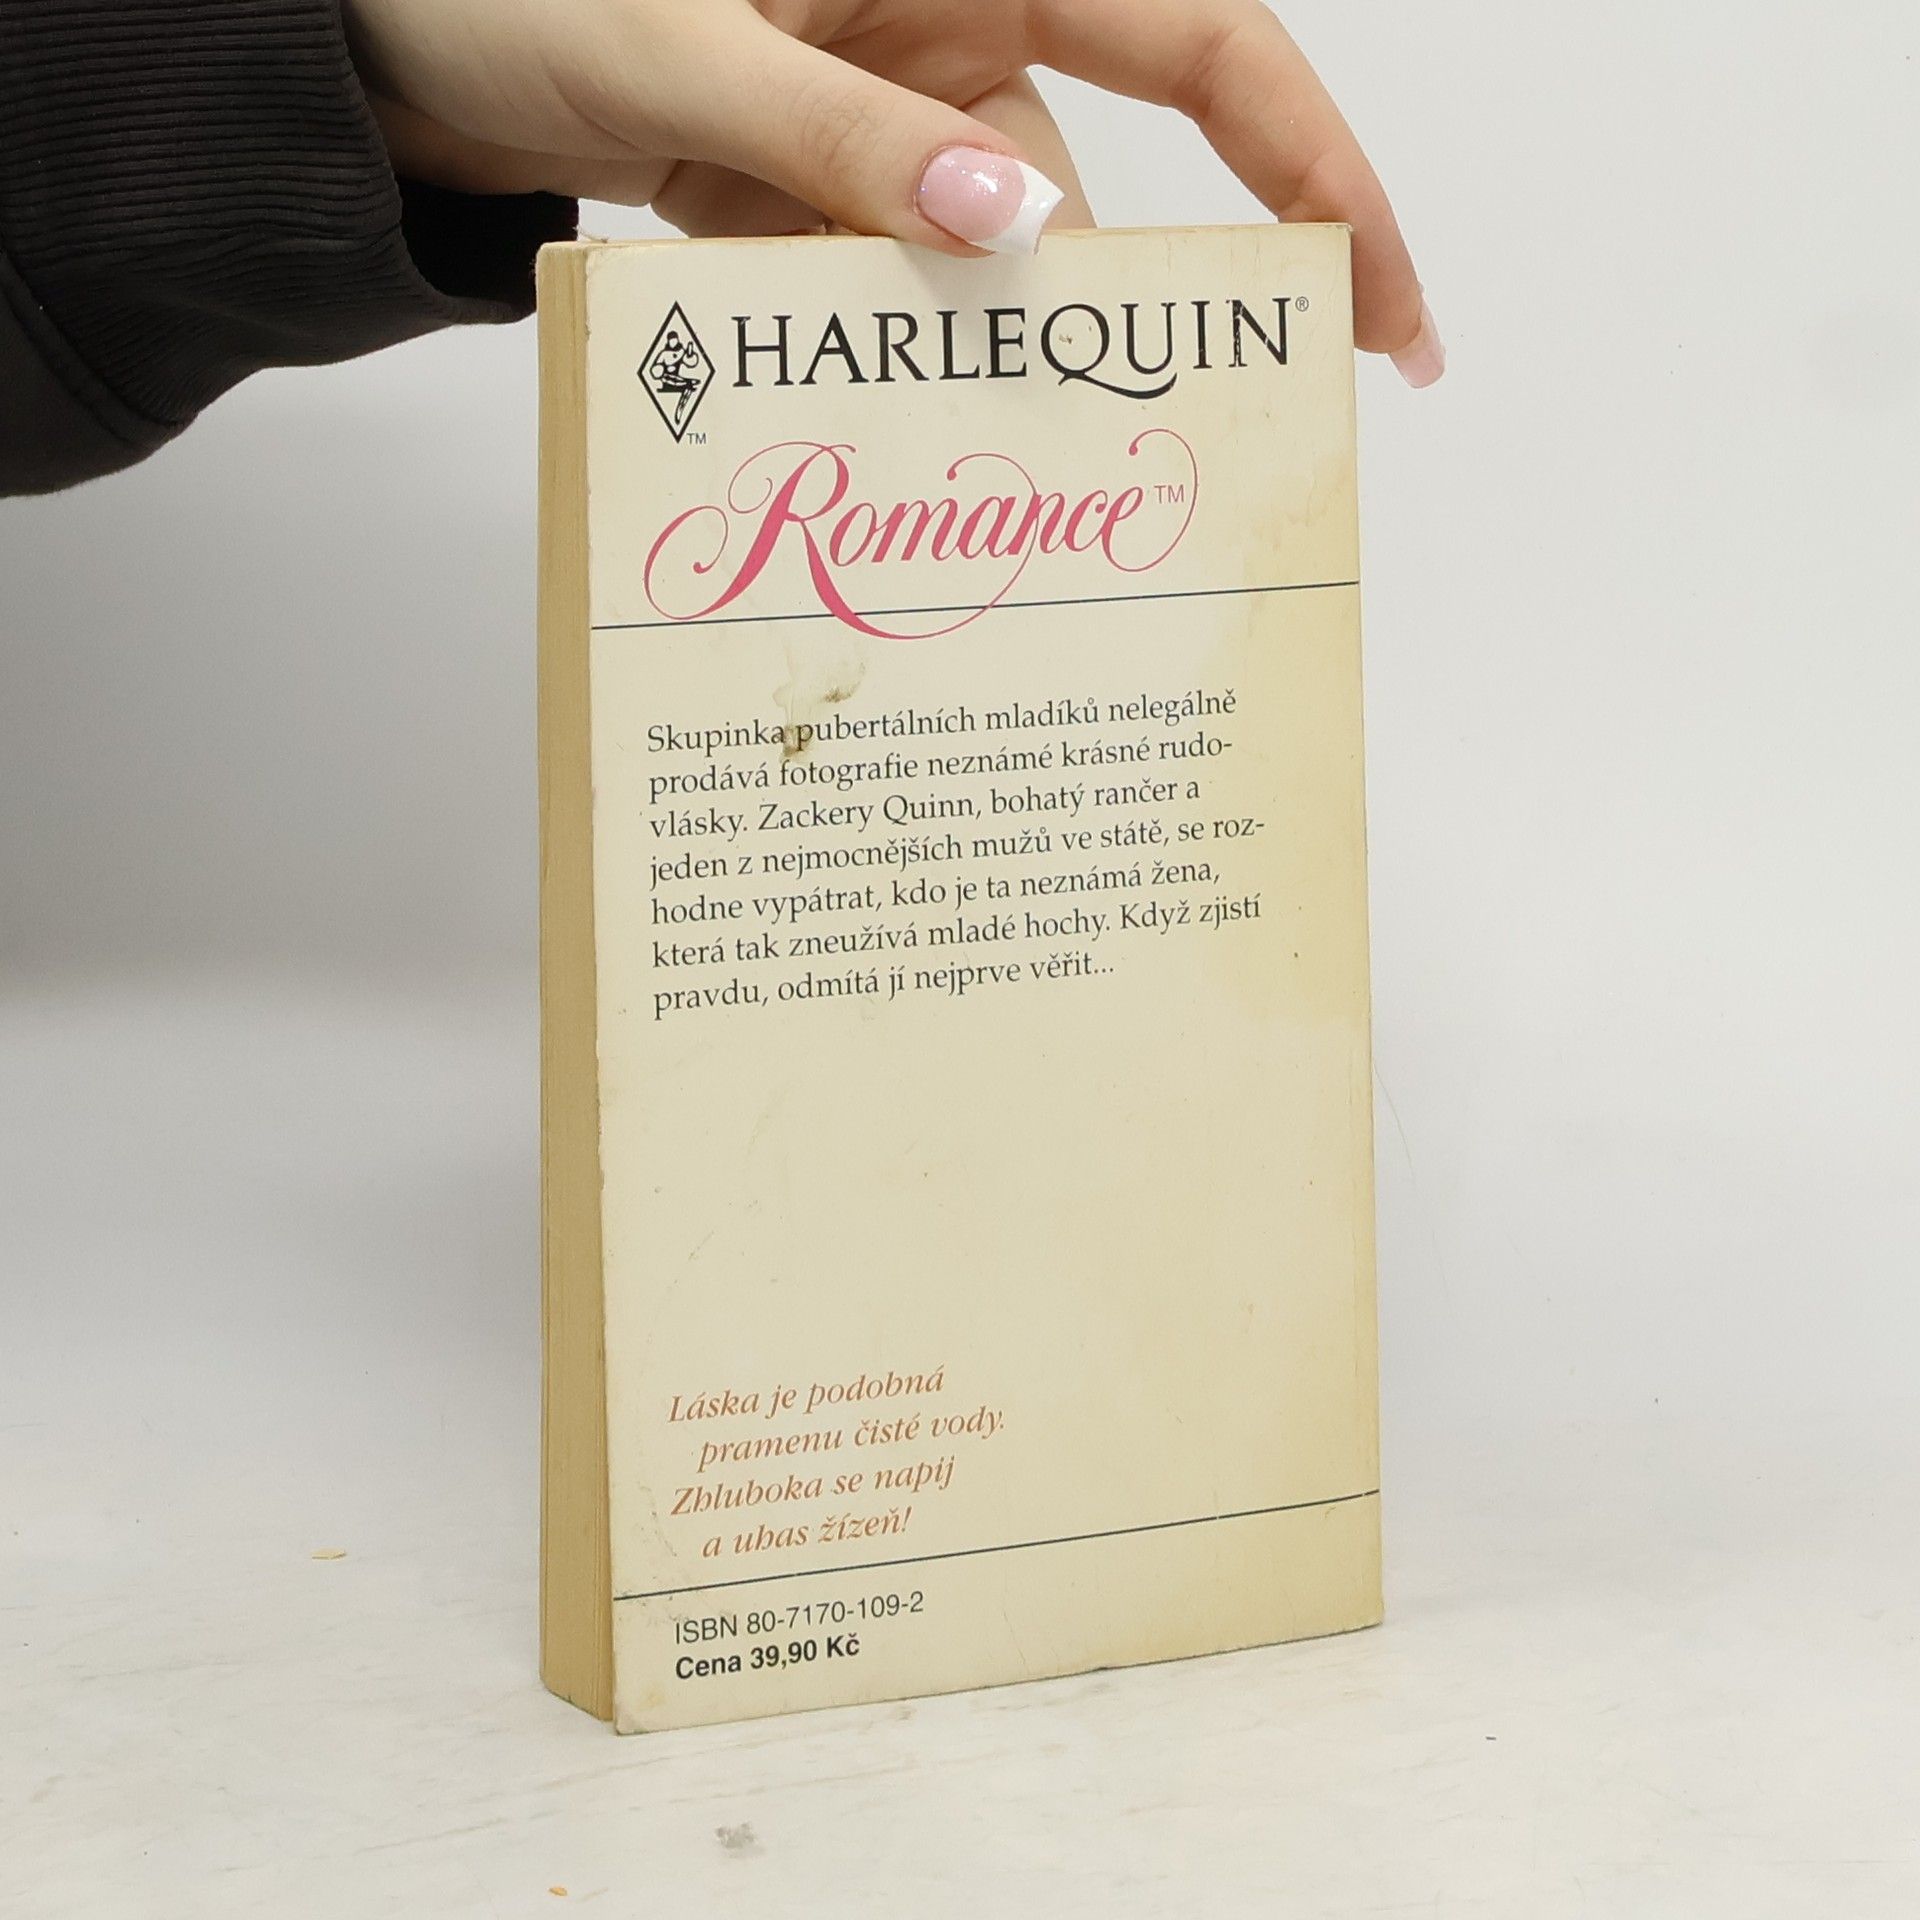 HARLEQUIN®
TM
Romance™
Skupinka pubertálních mladíků nelegálně
prodává fotografie neznámé krásné rudo-
vlásky. Zackery Quinn, bohatý rančer a
jeden z nejmocnějších mužů ve státě, se roz-
hodne vypátrat, kdo je ta neznámá žena,
která tak zneužívá mladé hochy. Když zjistí
pravdu, odmítá jí nejprve věřit...
Láska je podobná
pramenu čisté vody.
Zhluboka se napij
a uhas žízeň!
ISBN 80-7170-109-2
Cena 39,90 Kč